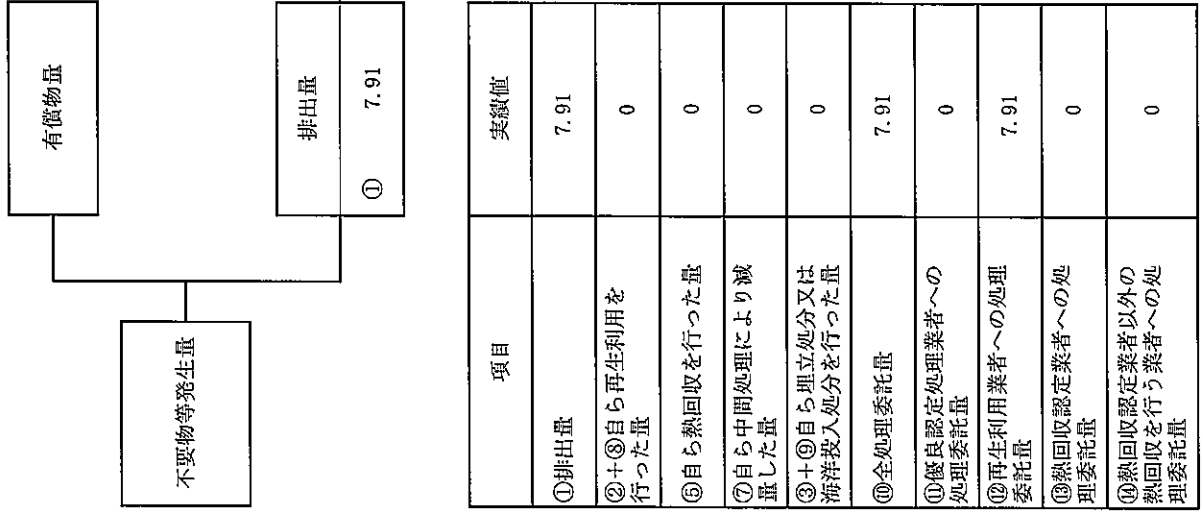 不要物等発生量
有償物量
排出量
① 7.91
項目 実績値
①排出量 7.91
②+⑧自ら再生利用を
行った量 0
⑤自ら熱回収を行った量 0
⑦自ら中間処理により減
量した量 0
③+⑨自ら埋立処分又は
海洋投入処分を行った量 0
⑩全処理委託量 7.91
⑪優良認定処理業者への
処理委託量 0
⑫再生利用業者への処理
委託量 7.91
⑬熱回収認定業者への処
理委託量 0
⑭熱回収認定業者以外の
熱回収を行う業者への処
理委託量 0